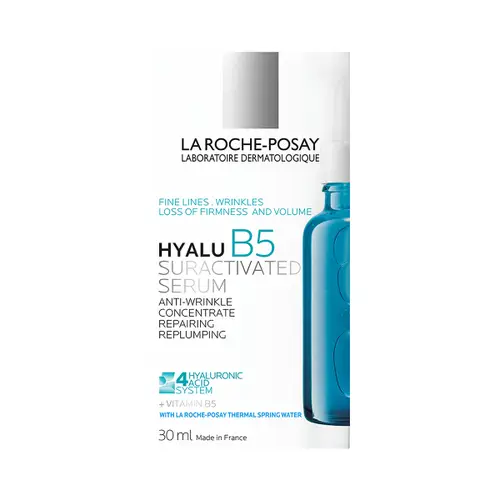 LA ROCHE-POSAY
LABORATOIRE DERMATOLOGIQUE
FINE LINES . WRINKLES
LOSS OF FIRMNESS AND VOLUME
HYALU B5
SURACTIVATED
SERUM
ANTI-WRINKLE
CONCENTRATE
REPAIRING
REPLUMPING
4 HYALURONIC
ACID
SYSTEM
+ VITAMIN B5
WITH LA ROCHE-POSAY THERMAL SPRING WATER
30 ml Made in France